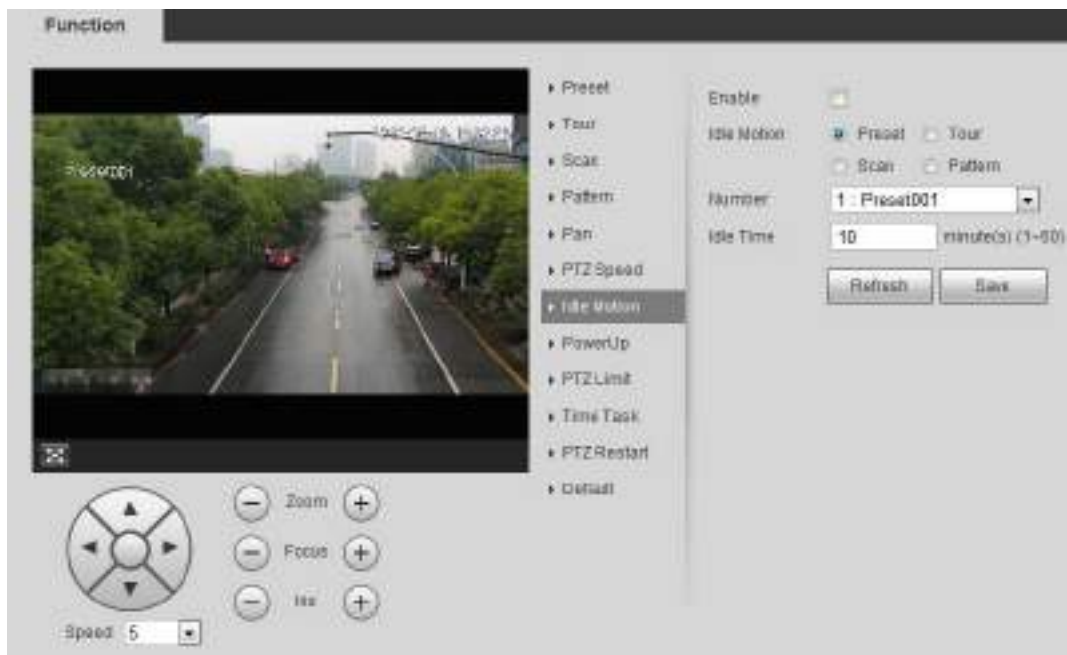 Function
Preset001
Preset
Tour
Scan
Pattern
Pan
PTZ Speed
Idle Motion
PowerUp
PTZ Limit
Time Task
PTZ Restart
Default
Enable
Idle Motion Preset Tour
Scan Pattern
Number 1 : Preset001
Idle Time 10 minute(s) (1~60)
Refresh Save
Zoom
Focus
Iris
Speed 5